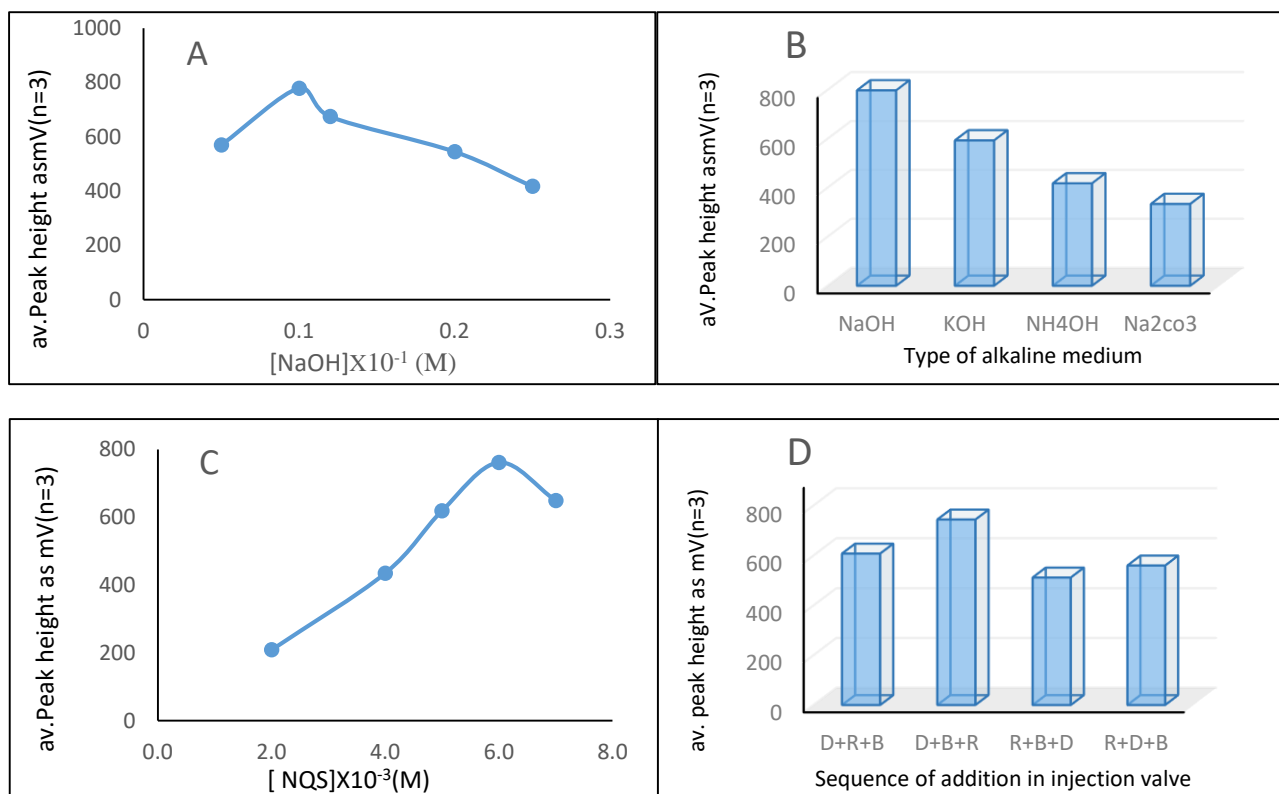 A
av.Peak height asmV(n=3)
1000
800
600
400
200
0
0 0.1 0.2 0.3
[NaOH]X10⁻¹ (M)
B
aV.Peak height as mV(n=3)
800
600
400
200
0
NaOH KOH NH4OH Na2co3
Type of alkaline medium
C
av.Peak height as mV(n=3)
800
600
400
200
0
0.0 2.0 4.0 6.0 8.0
[ NQS]X10⁻³(M)
D
av. peak height as mV(n=3)
800
600
400
200
0
D+R+B D+B+R R+B+D R+D+B
Sequence of addition in injection valve